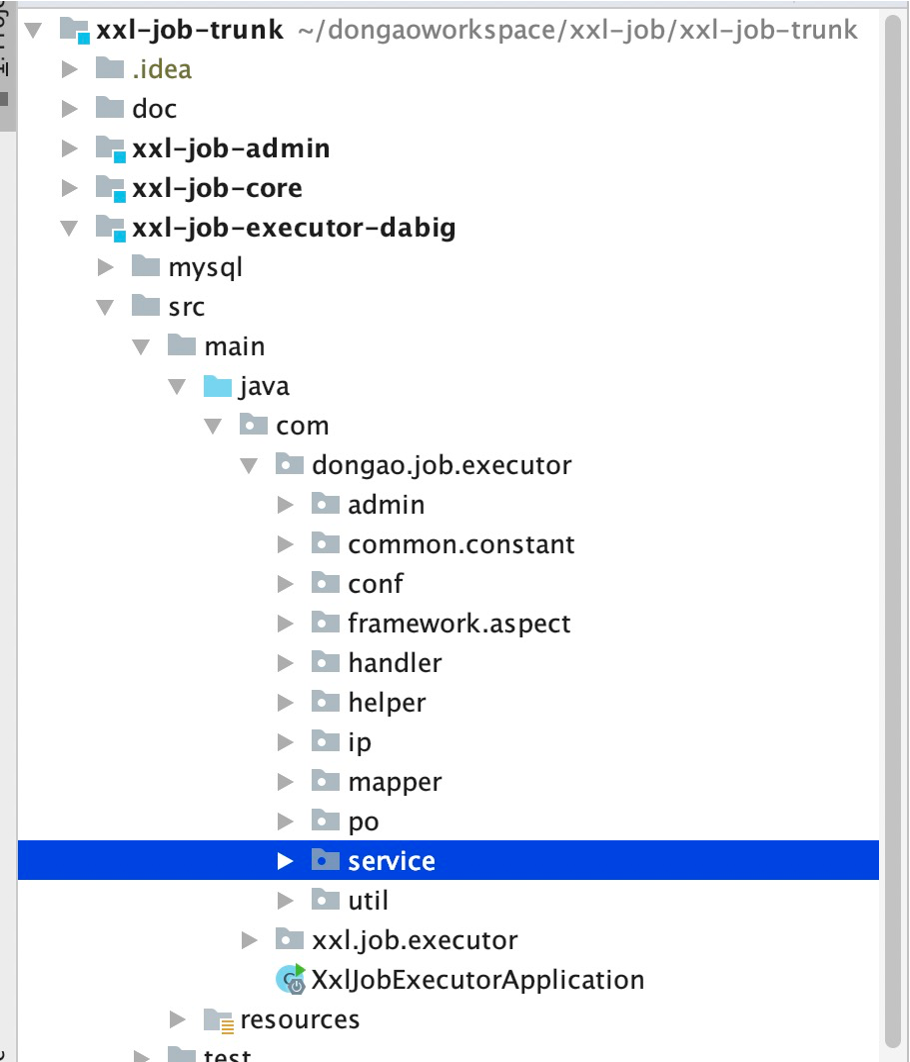 xxl-job-trunk ~/dongaoworkspace/xxl-job/xxl-job-trunk
.idea
doc
xxl-job-admin
xxl-job-core
xxl-job-executor-dabig
mysql
src
main
java
com
dongao.job.executor
admin
common.constant
conf
framework.aspect
handler
helper
ip
mapper
po
service
util
xxl.job.executor
XxlJobExecutorApplication
resources
test